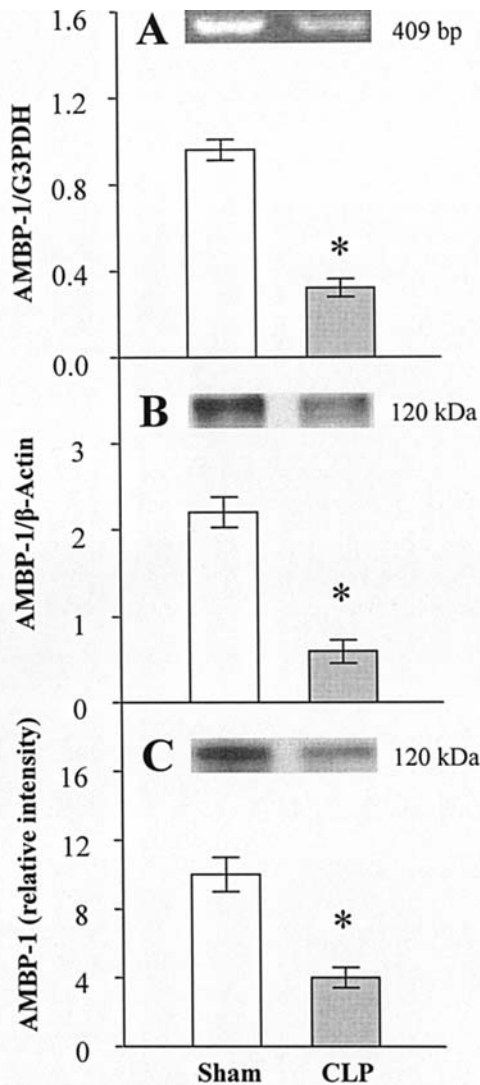 A
409 bp
1.6
1.2
0.8
0.4
0.0
AMBP-1/G3PDH
*
B
120 kDa
3
2
1
0
AMBP-1/β-Actin
*
C
120 kDa
16
12
8
4
0
AMBP-1 (relative intensity)
*
Sham CLP